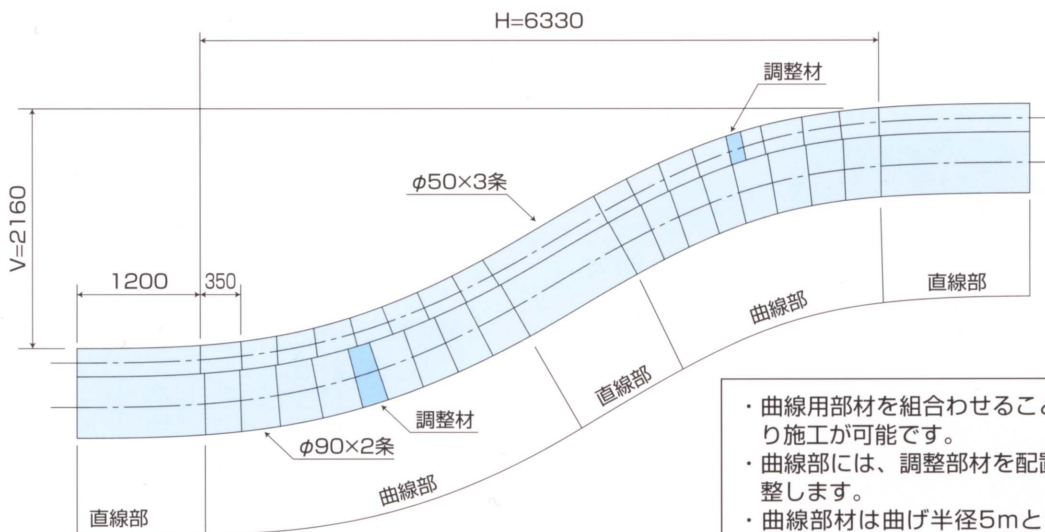 H=6330
調整材
φ50×3条
V=2160
1200
350
直線部
曲線部
直線部
調整材
φ90×2条
曲線部
直線部
・曲線用部材を組合わせること
り施工が可能です。
・曲線部には、調整部材を配置
整します。
・曲線部材は曲げ半径5mと